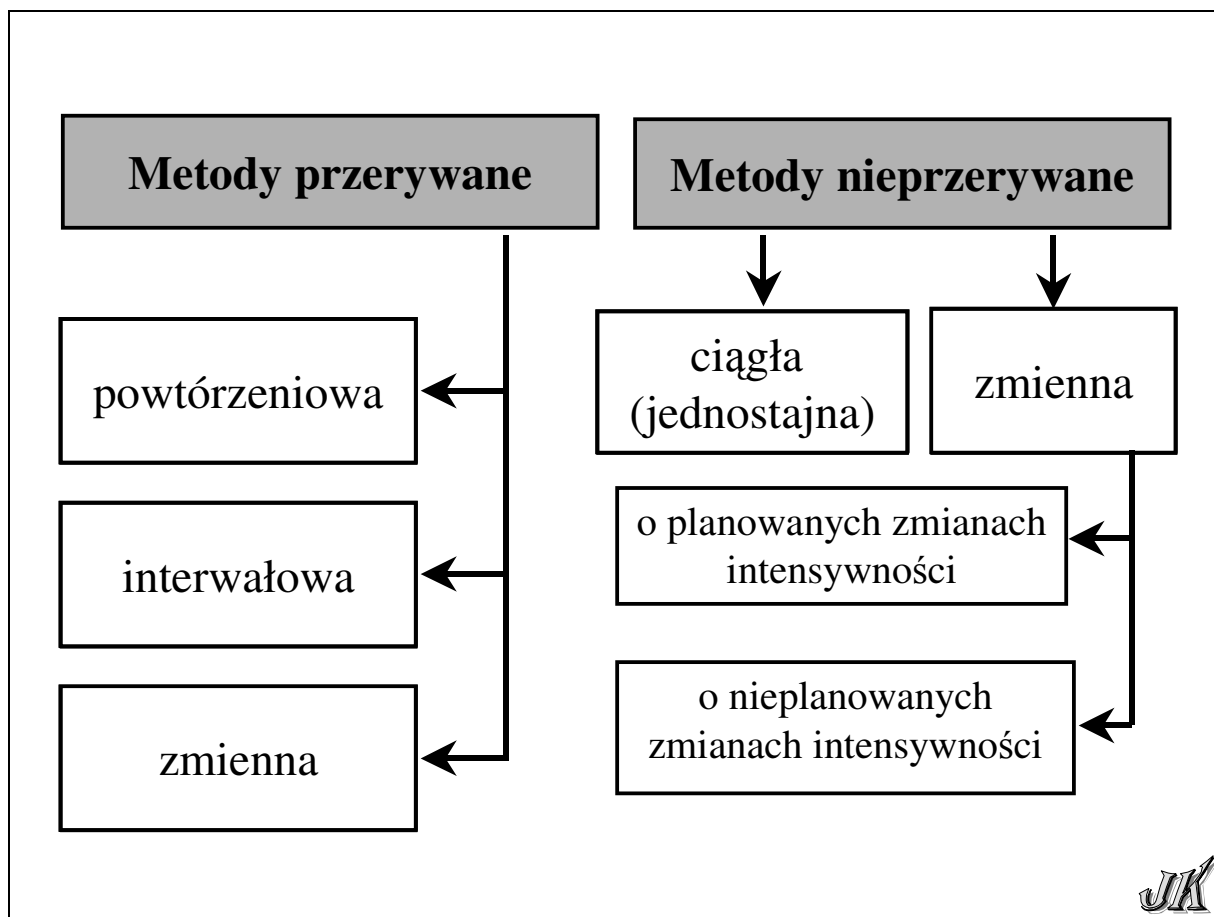 Metody przerywane
powtórzeniowa
interwałowa
zmienna
Metody nieprzerywane
ciągła
(jednostajna)
zmienna
o planowanych zmianach
intensywności
o nieplanowanych
zmianach intensywności
JK